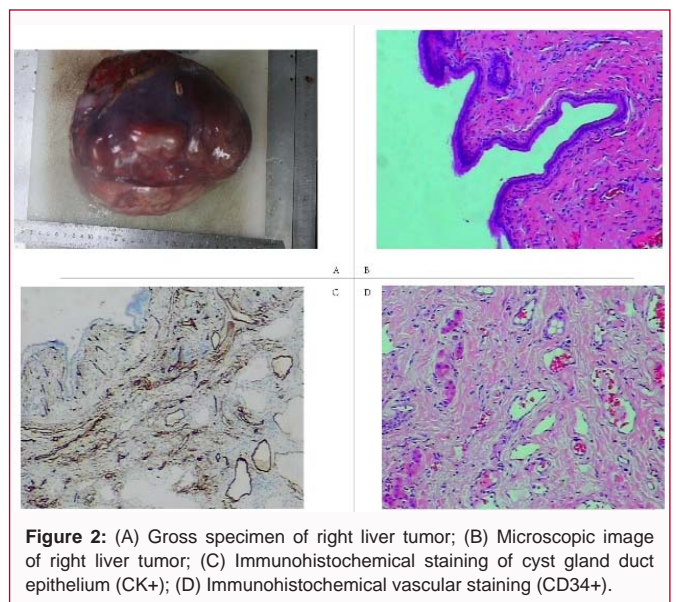 A
B
C
D
Figure 2: (A) Gross specimen of right liver tumor; (B) Microscopic image
of right liver tumor; (C) Immunohistochemical staining of cyst gland duct
epithelium (CK+); (D) Immunohistochemical vascular staining (CD34+).